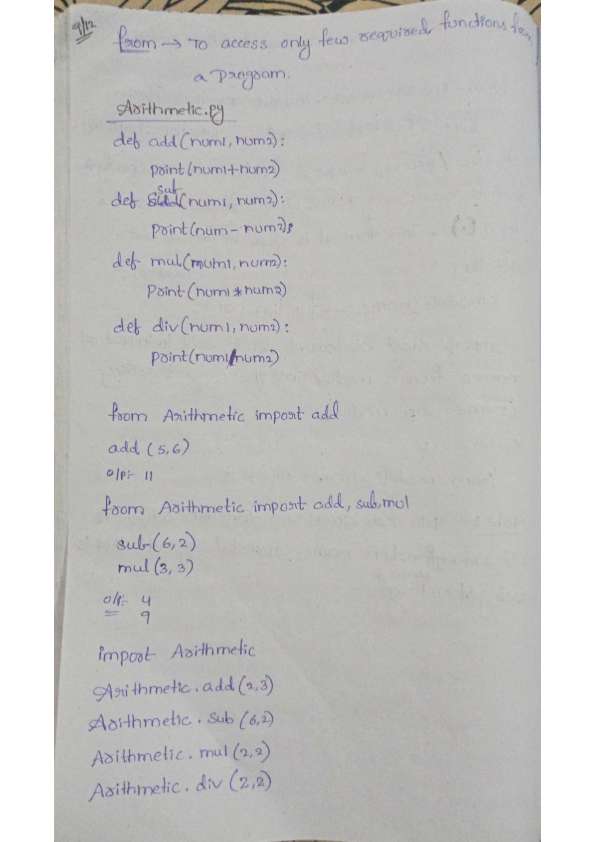 9/12
from → To access only few required functions from
a program.
Arithmetic.py
def add(num1, num2):
print(num1+num2)
def sub(num1, num2):
print(num - num2);
def mul(mum1, num2):
Print(num1 * num2)
def div(num1, num2):
print(num1/num2)
from Arithmetic import add
add (5,6)
o/p:- 11
from Arithmetic import add, sub, mul
sub(6,2)
mul(3,3)
o/p:- 4
9
import Arithmetic
Arithmetic.add(2,3)
Arithmetic.sub(6,2)
Arithmetic.mul(2,2)
Arithmetic.div(2,2)